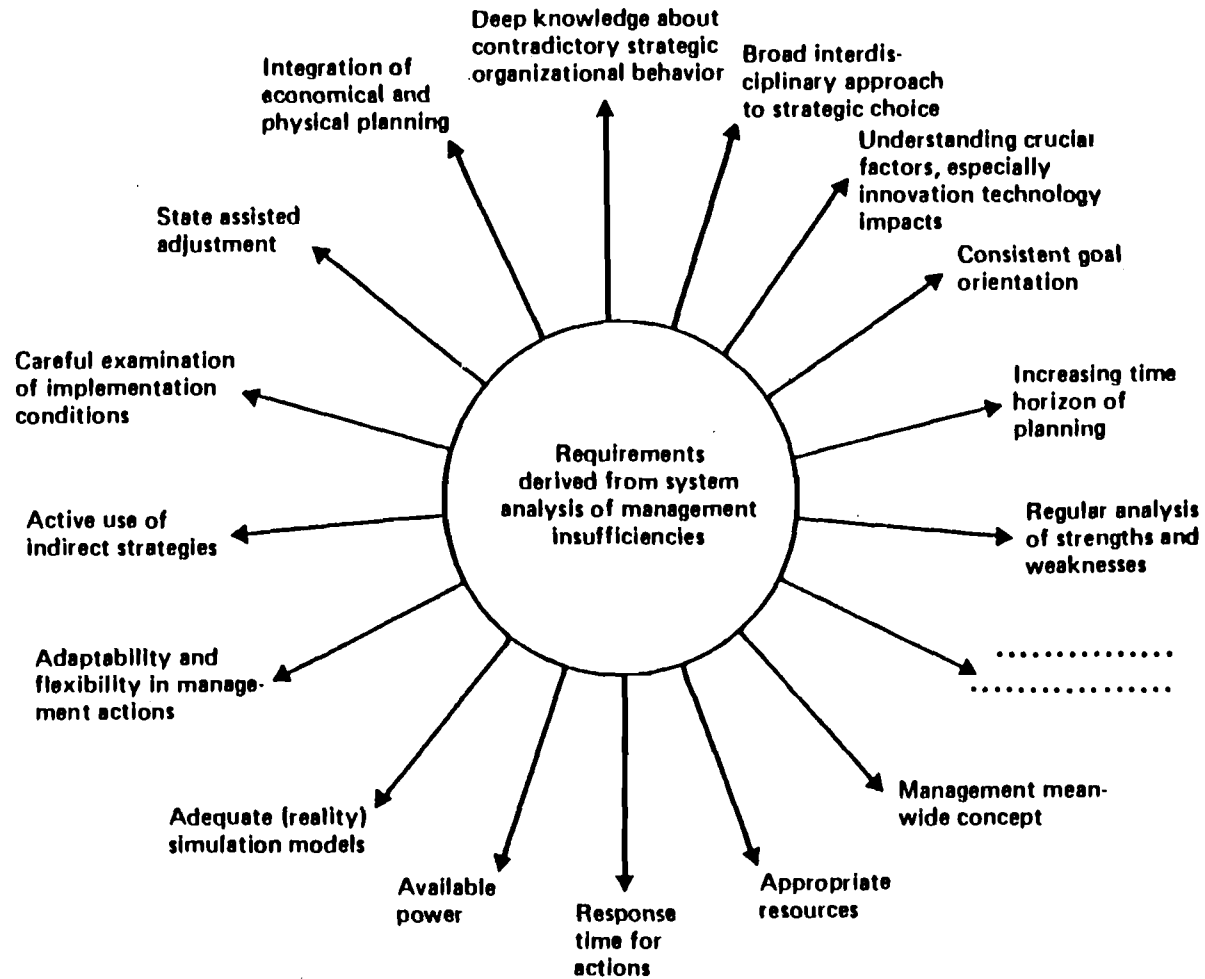 Deep knowledge about
contradictory strategic
organizational behavior
Broad interdis-
ciplinary approach
to strategic choice
Understanding crucial
factors, especially
innovation technology
impacts
Consistent goal
orientation
Increasing time
horizon of
planning
Regular analysis
of strengths and
weaknesses
...............
.................
Management mean-
wide concept
Appropriate
resources
Response
time for
actions
Available
power
Adequate (reality)
simulation models
Adaptability and
flexibility in manage-
ment actions
Active use of
indirect strategies
Careful examination
of implementation
conditions
State assisted
adjustment
Integration of
economical and
physical planning
Requirements
derived from system
analysis of management
insufficiencies